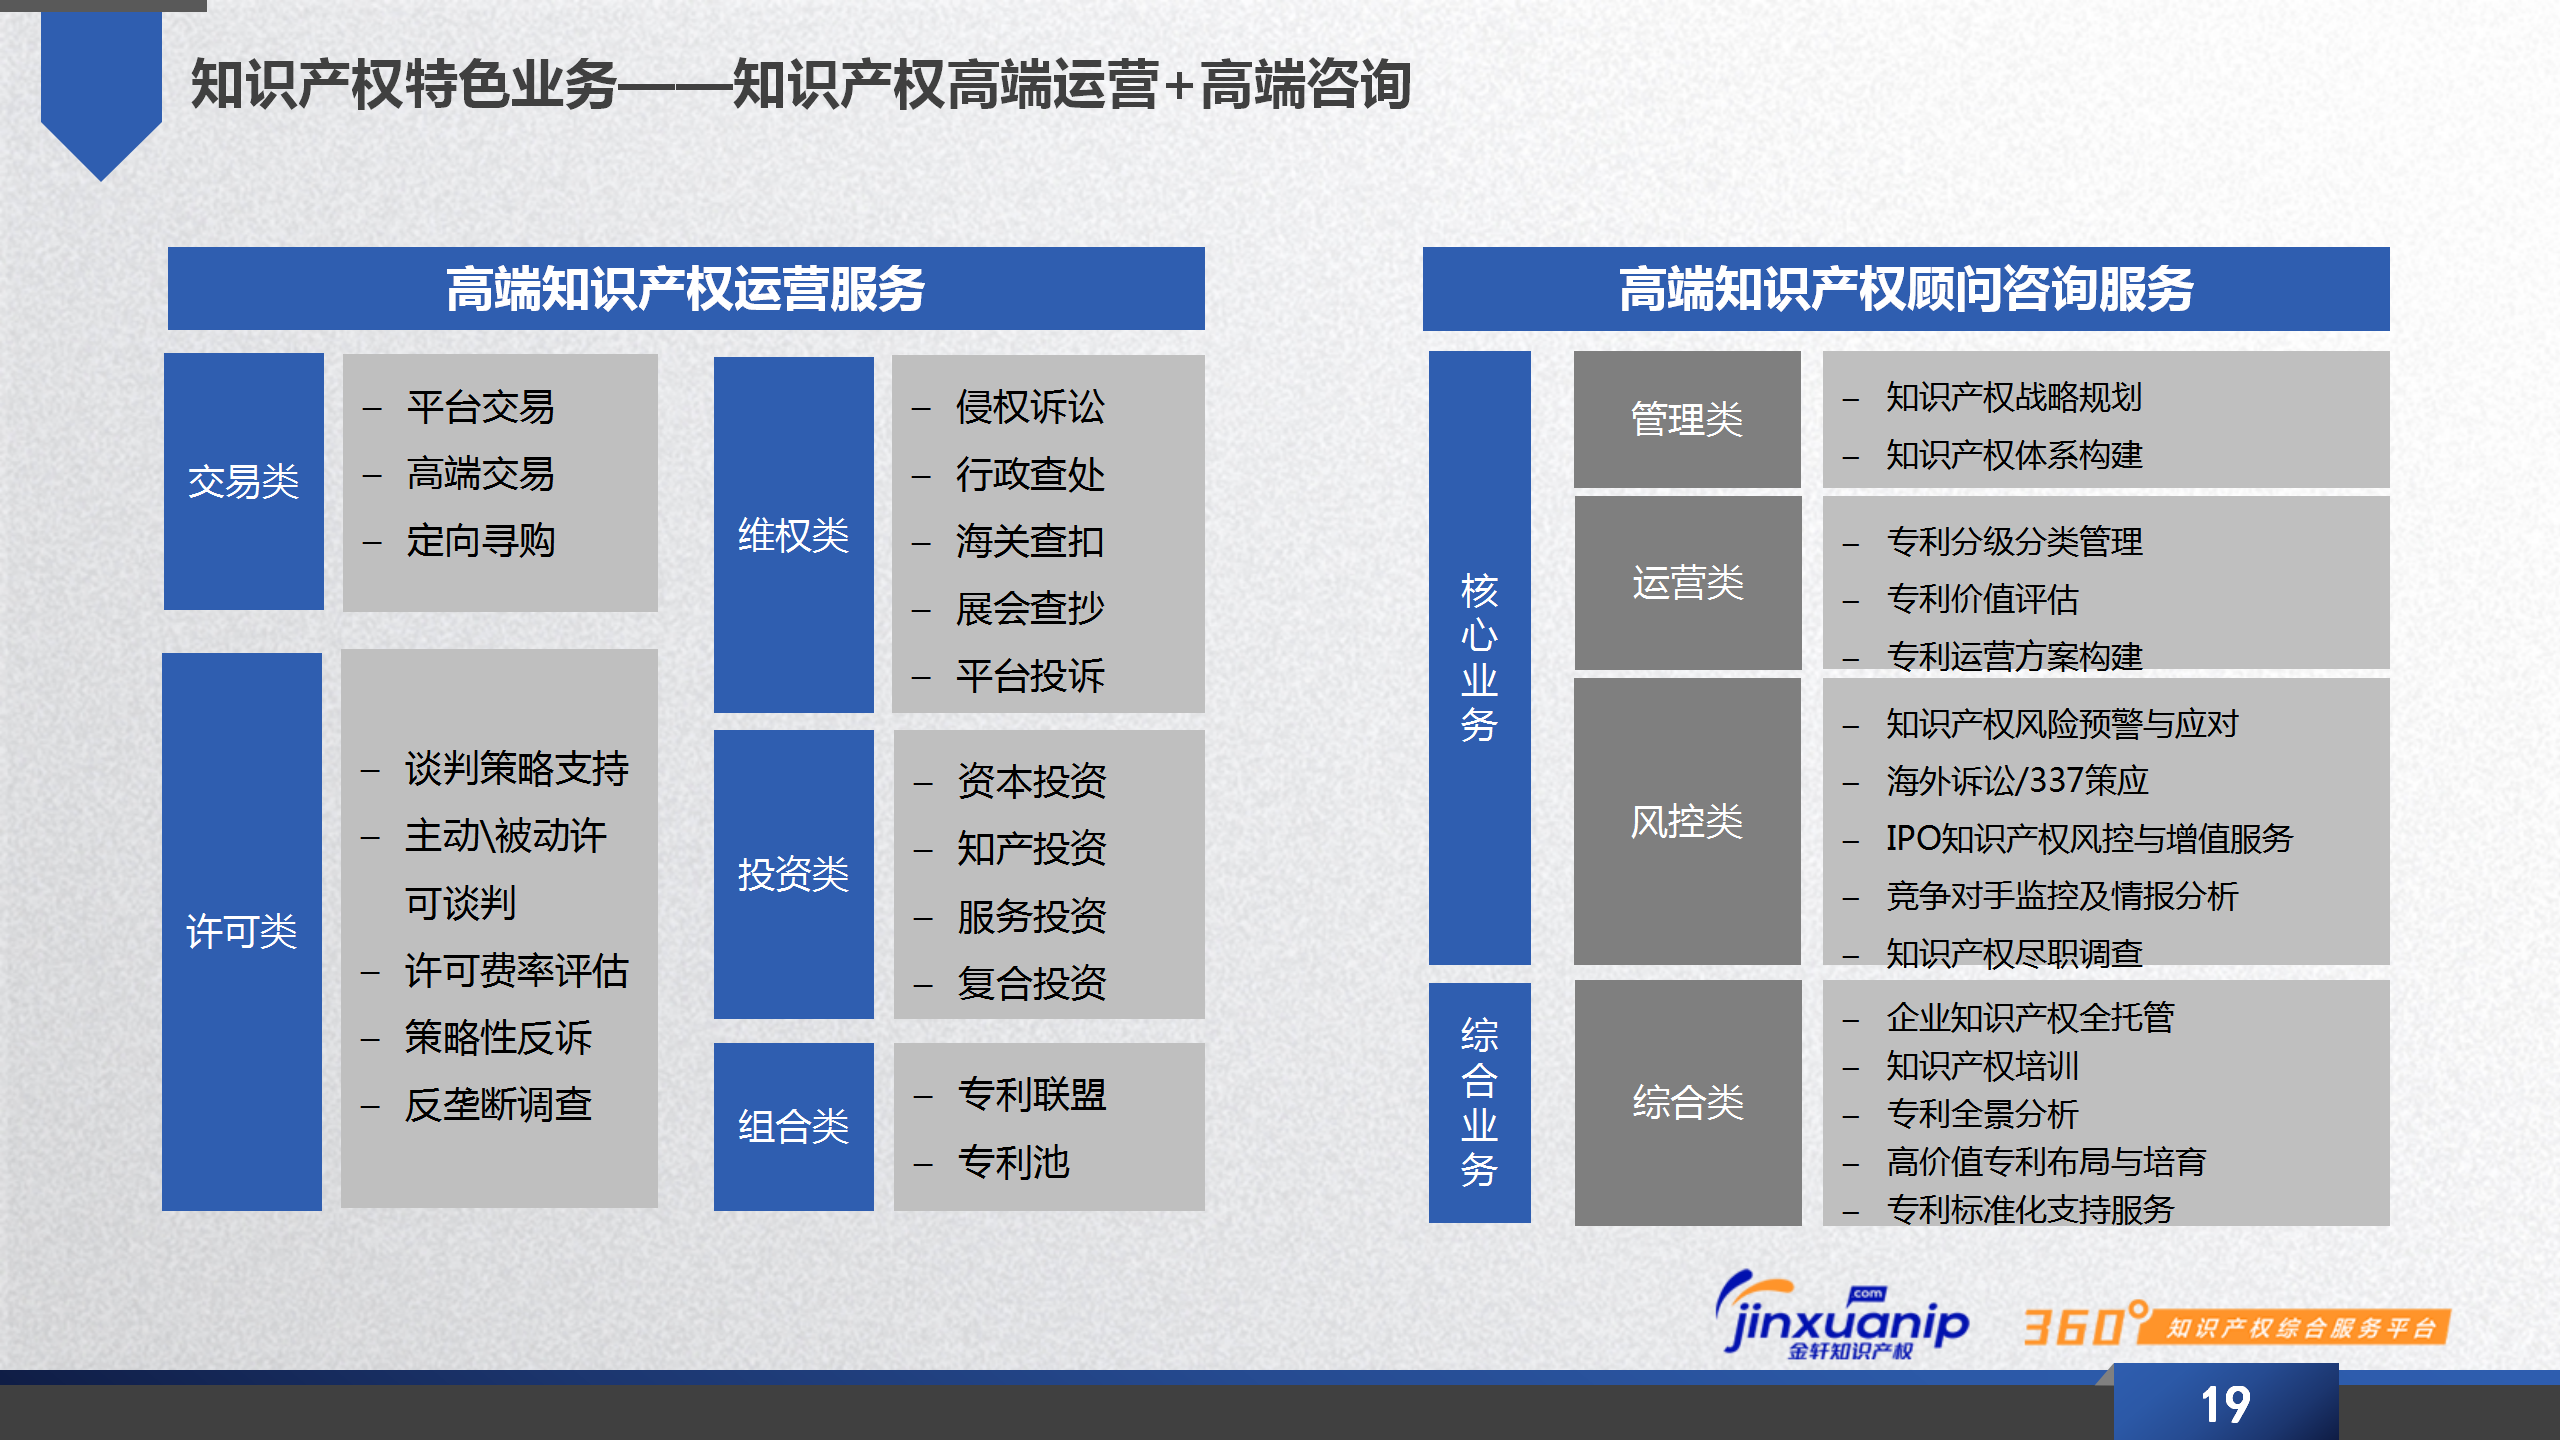 知识产权特色业务——知识产权高端运营+高端咨询
高端知识产权运营服务
交易类
– 平台交易
– 高端交易
– 定向寻购
许可类
– 谈判策略支持
– 主动\被动许
可谈判
– 许可费率评估
– 策略性反诉
– 反垄断调查
维权类
– 侵权诉讼
– 行政查处
– 海关查扣
– 展会查抄
– 平台投诉
投资类
– 资本投资
– 知产投资
– 服务投资
– 复合投资
组合类
– 专利联盟
– 专利池
高端知识产权顾问咨询服务
核心业务
管理类
– 知识产权战略规划
– 知识产权体系构建
运营类
– 专利分级分类管理
– 专利价值评估
– 专利运营方案构建
风控类
– 知识产权风险预警与应对
– 海外诉讼/337策应
– IPO知识产权风控与增值服务
– 竞争对手监控及情报分析
– 知识产权尽职调查
综合业务
综合类
– 企业知识产权全托管
– 知识产权培训
– 专利全景分析
– 高价值专利布局与培育
– 专利标准化支持服务
.com
jinxuanip
金轩知识产权
360° 知识产权综合服务平台
19